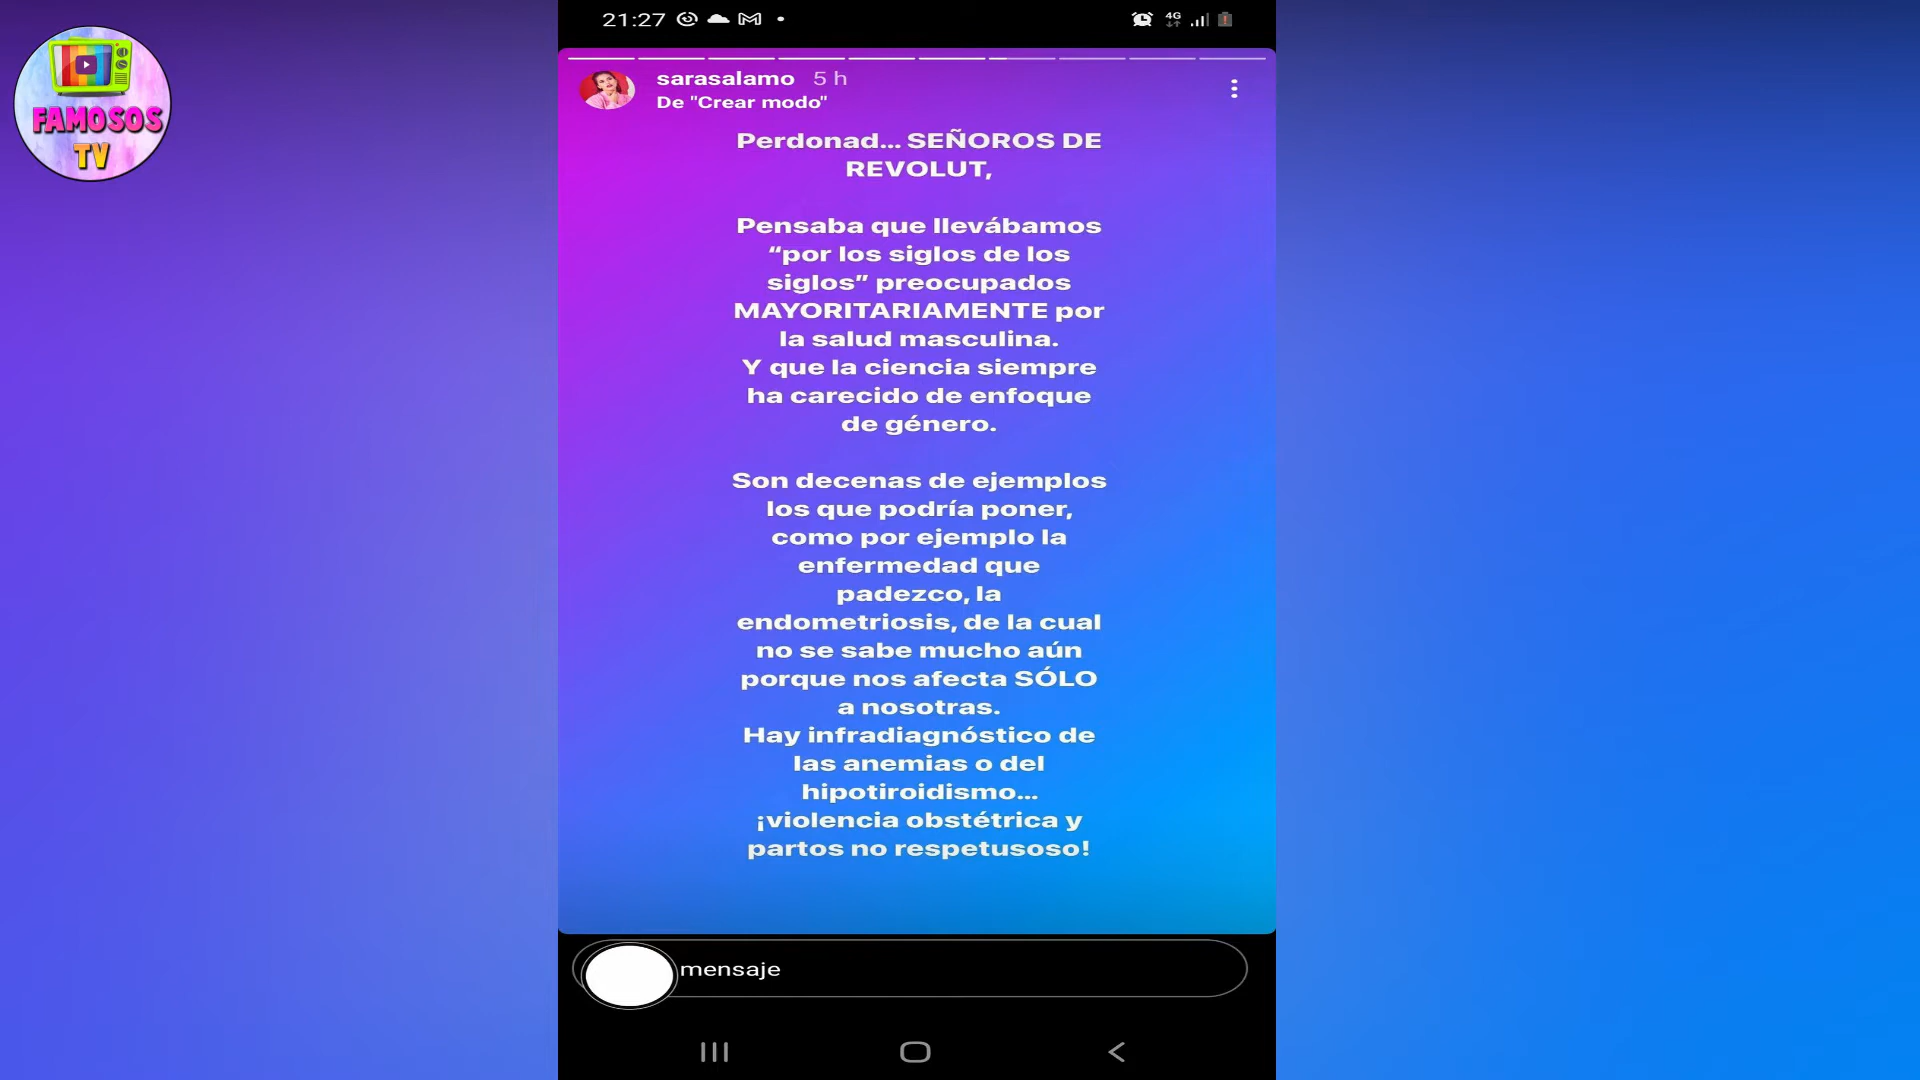 21:27
4G
FAMOSOS
TV
sarasalamo 5 h
De "Crear modo"
Perdonad... SEÑOROS DE
REVOLUT,
Pensaba que llevábamos
“por los siglos de los
siglos” preocupados
MAYORITARIAMENTE por
la salud masculina.
Y que la ciencia siempre
ha carecido de enfoque
de género.
Son decenas de ejemplos
los que podría poner,
como por ejemplo la
enfermedad que
padezco, la
endometriosis, de la cual
no se sabe mucho aún
porque nos afecta SÓLO
a nosotras.
Hay infradiagnóstico de
las anemias o del
hipotiroidismo...
¡violencia obstétrica y
partos no respetusoso!
mensaje